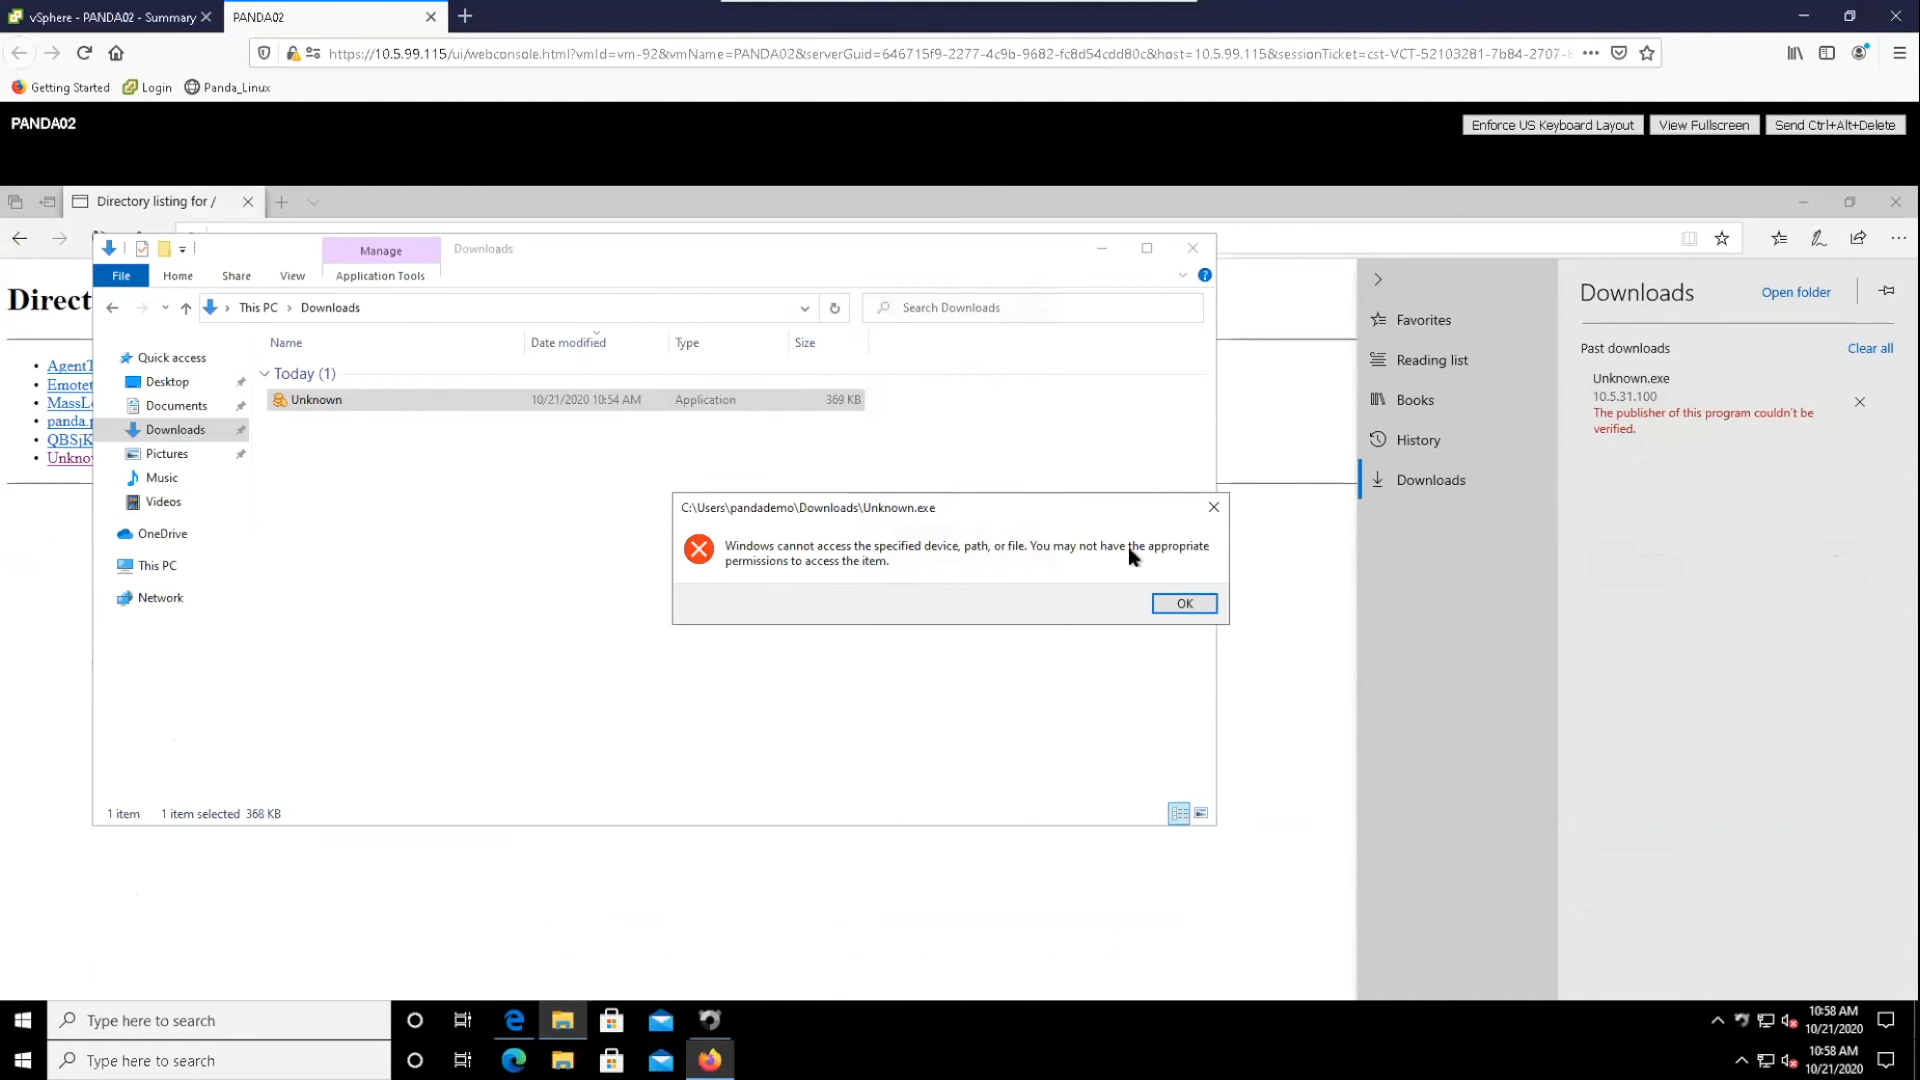 vSphere - PANDA02 - Summary
PANDA02
https://10.5.99.115/ui/webconsole.html?vmId=vm-92&vmName=PANDA02&serverGuid=646715f9-2277-4c9b-9682-fc8d54cdd80c&host=10.5.99.115&sessionTicket=cst-VCT-52103281-7b84-2707-8
Getting Started
Login
Panda_Linux
PANDA02
Enforce US Keyboard Layout
View Fullscreen
Send Ctrl+Alt+Delete
Directory listing for /
Manage
Downloads
File
Home
Share
View
Application Tools
Direct
This PC
Downloads
Search Downloads
Name
Date modified
Type
Size
Today (1)
Unknown
10/21/2020 10:54 AM
Application
369 KB
AgentT
Emotet
MassLo
panda.p
QBSjK
Unkno
Quick access
Desktop
Documents
Downloads
Pictures
Music
Videos
OneDrive
This PC
Network
C:\Users\pandademo\Downloads\Unknown.exe
Windows cannot access the specified device, path, or file. You may not have the appropriate
permissions to access the item.
OK
1 item
1 item selected 368 KB
Favorites
Reading list
Books
History
Downloads
Downloads
Open folder
Past downloads
Clear all
Unknown.exe
10.5.31.100
The publisher of this program couldn't be
verified.
Type here to search
10:58 AM
10/21/2020
Type here to search
10:58 AM
10/21/2020